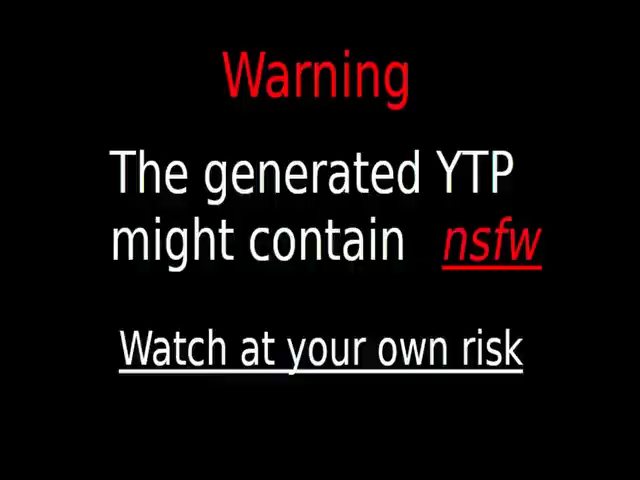 Warning
The generated YTP
might contain nsfw
Watch at your own risk